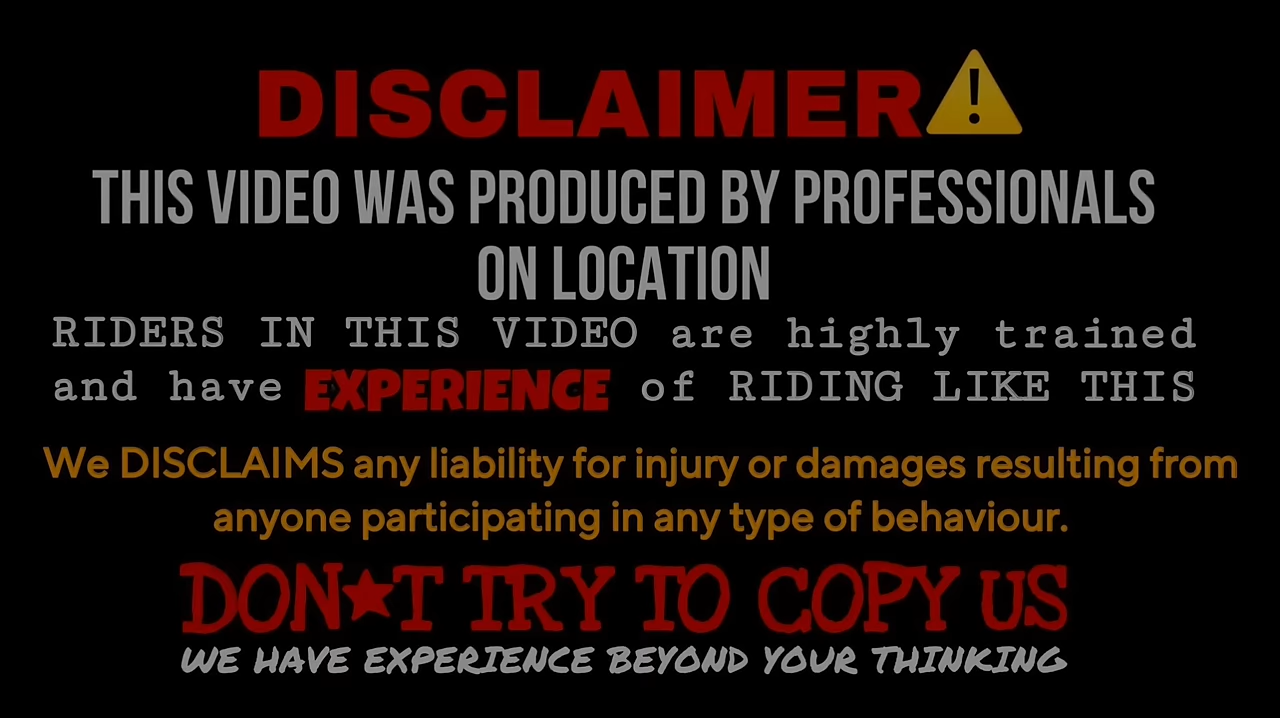 DISCLAIMER⚠
THIS VIDEO WAS PRODUCED BY PROFESSIONALS
ON LOCATION
RIDERS IN THIS VIDEO are highly trained
and have EXPERIENCE of RIDING LIKE THIS
We DISCLAIMS any liability for injury or damages resulting from
anyone participating in any type of behaviour.
DON★T TRY TO COPY US
WE HAVE EXPERIENCE BEYOND YOUR THINKING